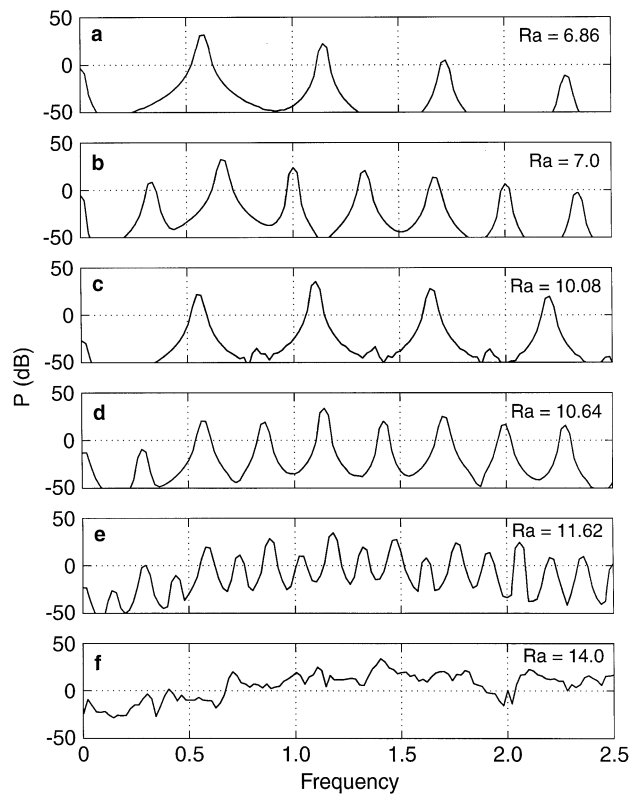 50
a
Ra = 6.86
0
-50
50
b
Ra = 7.0
0
-50
50
c
Ra = 10.08
0
-50
P (dB)
50
d
Ra = 10.64
0
-50
50
e
Ra = 11.62
0
-50
50
f
Ra = 14.0
0
-50
0 0.5 1.0 1.5 2.0 2.5
Frequency